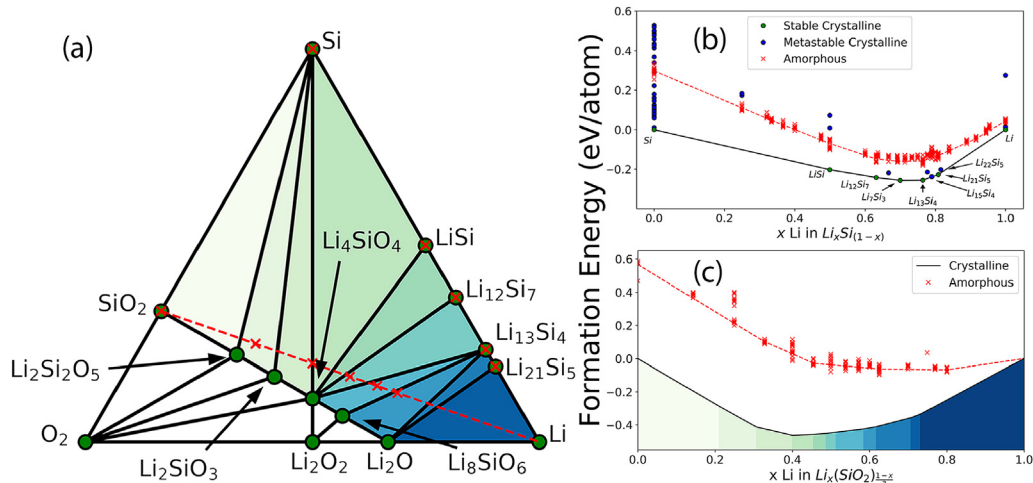 (a)
Si
Li₄SiO₄
LiSi
SiO₂
Li₁₂Si₇
Li₁₃Si₄
Li₂₁Si₅
Li₂Si₂O₅
O₂
Li
Li₂SiO₃
Li₂O₂
Li₂O
Li₈SiO₆
Formation Energy (eV/atom)
(b)
Stable Crystalline
Metastable Crystalline
Amorphous
0.6
0.4
0.2
0.0
−0.2
Si
LiSi
Li₁₂Si₇
Li₇Si₃
Li₁₃Si₄
Li₁₅Si₄
Li₂₁Si₅
Li₂₂Si₅
Li
0.0 0.2 0.4 0.6 0.8 1.0
x Li in LiₓSi₍₁₋ₓ₎
(c)
Crystalline
Amorphous
0.6
0.4
0.2
0.0
−0.2
−0.4
0.0 0.2 0.4 0.6 0.8 1.0
x Li in Liₓ(SiO₂)_{\frac{1-x}{3}}